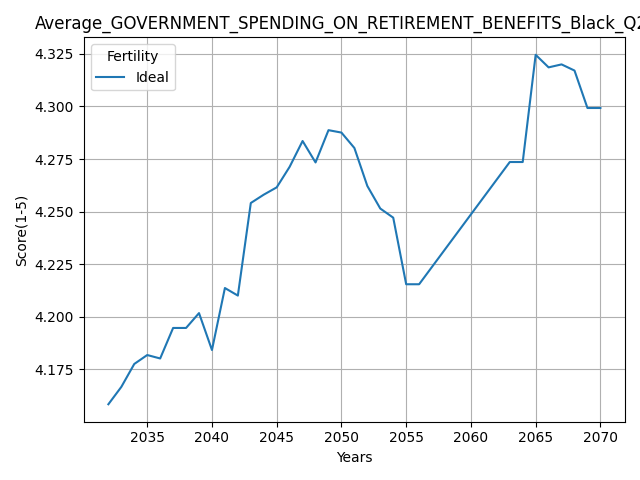 Average_GOVERNMENT_SPENDING_ON_RETIREMENT_BENEFITS_Black_Q2
Fertility
Ideal
Score(1-5)
4.325
4.300
4.275
4.250
4.225
4.200
4.175
2035 2040 2045 2050 2055 2060 2065 2070
Years